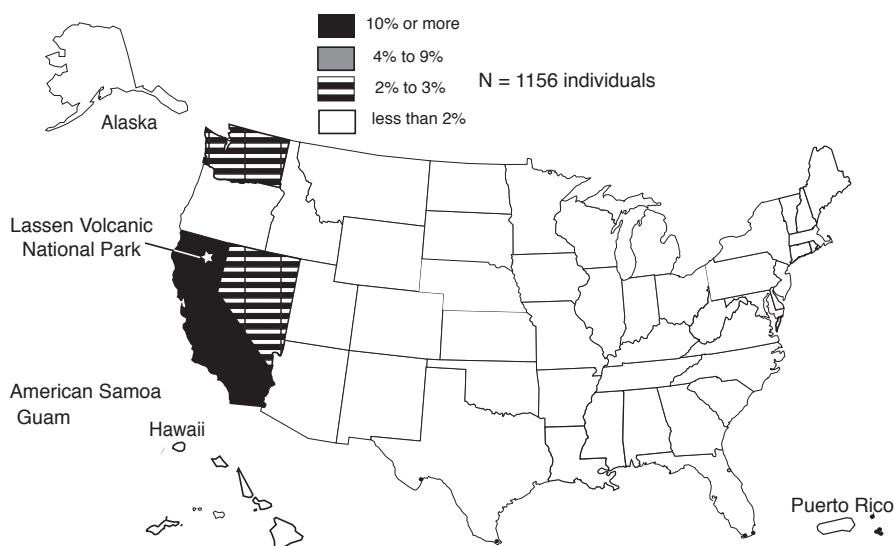 10% or more
4% to 9%
2% to 3%
N = 1156 individuals
less than 2%
Alaska
Lassen Volcanic
National Park
American Samoa
Guam
Hawaii
Puerto Rico